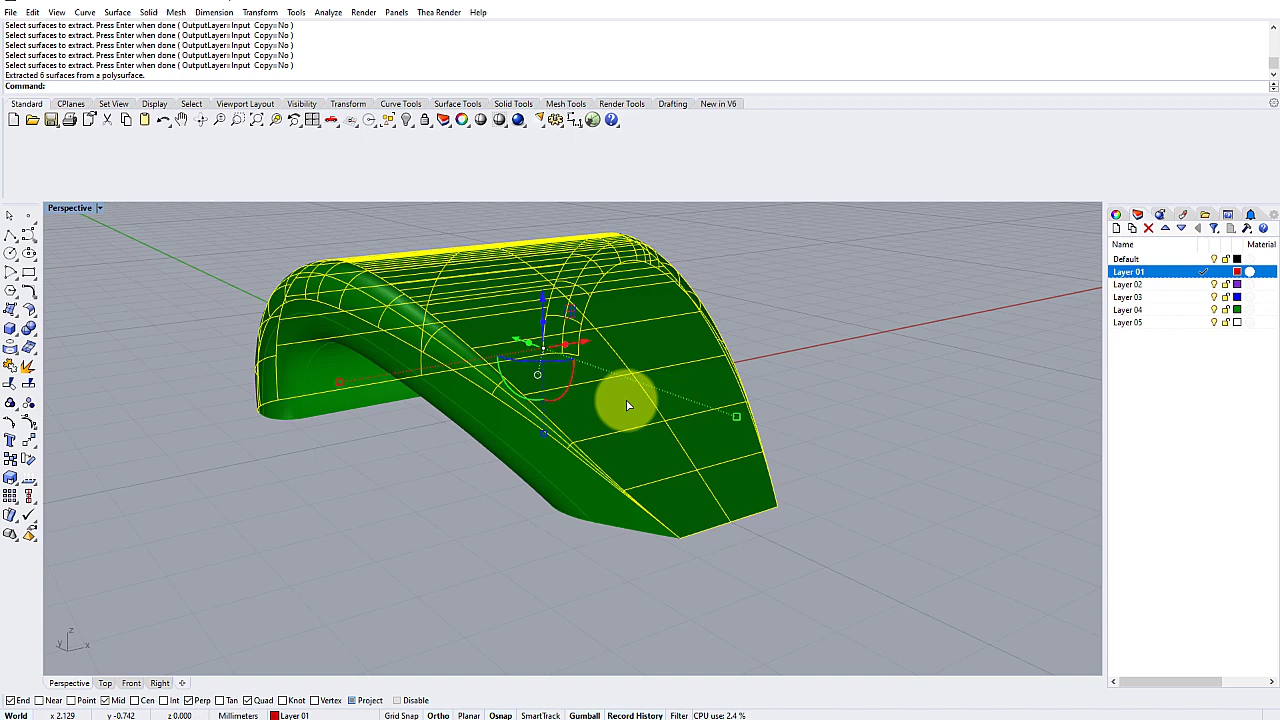 File Edit View Curve Surface Solid Mesh Dimension Transform Tools Analyze Render Panels Thea Render Help
Select surfaces to extract. Press Enter when done ( OutputLayer=Input Copy=No )
Select surfaces to extract. Press Enter when done ( OutputLayer=Input Copy=No )
Select surfaces to extract. Press Enter when done ( OutputLayer=Input Copy=No )
Select surfaces to extract. Press Enter when done ( OutputLayer=Input Copy=No )
Select surfaces to extract. Press Enter when done ( OutputLayer=Input Copy=No )
Extracted 6 surfaces from a polysurface.
Command:
Standard CPlanes Set View Display Select Viewport Layout Visibility Transform Curve Tools Surface Tools Solid Tools Mesh Tools Render Tools Drafting New in V6
Perspective
Name Material
Default
Layer 01
Layer 02
Layer 03
Layer 04
Layer 05
z
y
x
Perspective Top Front Right
End Near Point Mid Cen Int Perp Tan Quad Knot Vertex Project Disable
World x 2.129 y -0.742 z 0.000 Millimeters Layer 01 Grid Snap Ortho Planar Osnap SmartTrack Gumball Record History Filter CPU use: 2.4 %